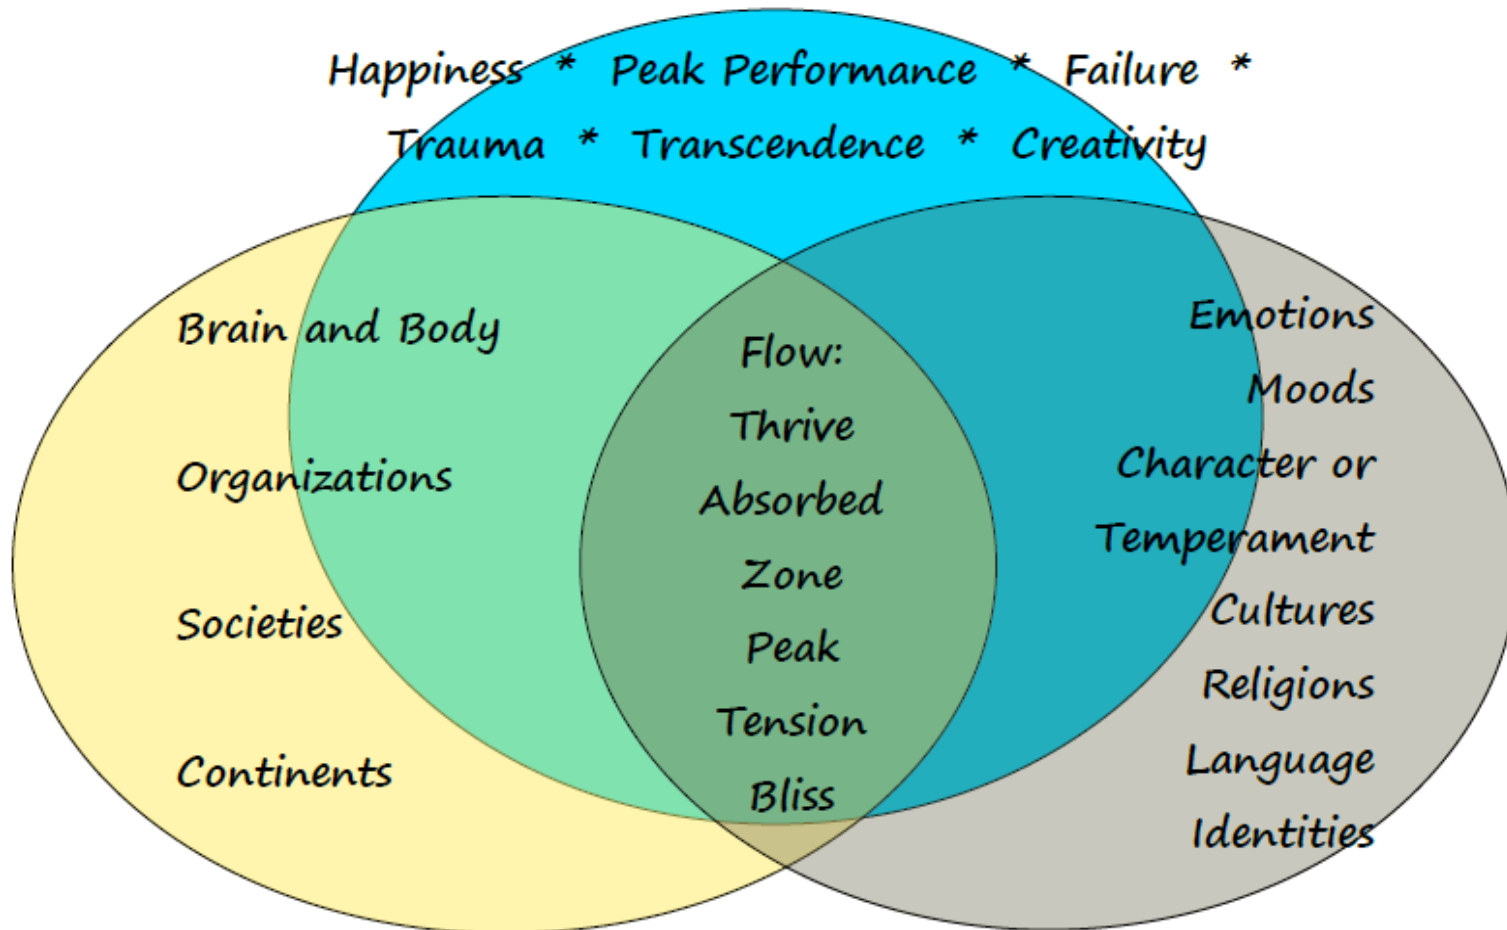 Happiness * Peak Performance * Failure *
Trauma * Transcendence * Creativity
Brain and Body
Organizations
Societies
Continents
Flow:
Thrive
Absorbed
Zone
Peak
Tension
Bliss
Emotions
Moods
Character or
Temperament
Cultures
Religions
Language
Identities